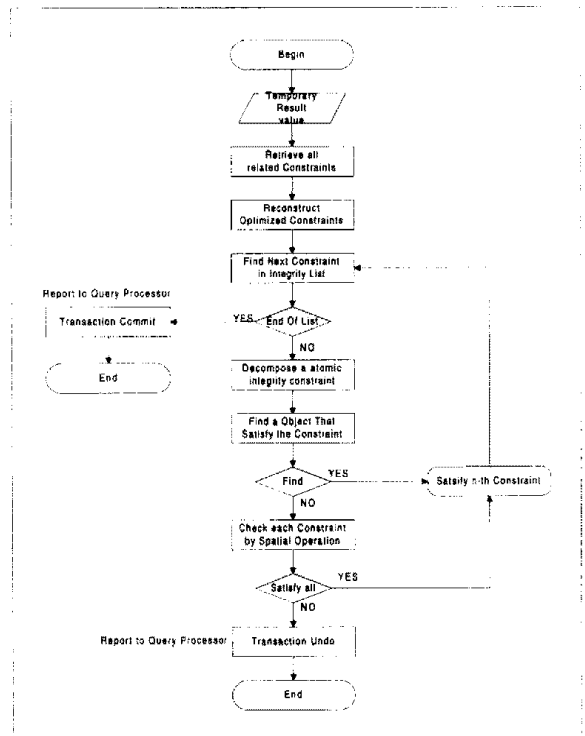 Begin
Temporary
Result
value
Retrieve all
related Constraints
Reconstruct
Optimized Constraints
Find Next Constraint
in Integrity List
Report to Query Processor
Transaction Commit
YES
End Of List
End
NO
Decompose a atomic
integrity constraint
Find a Object That
Satisfy the Constraint
Find
YES
Satsify n-th Constraint
NO
Check each Constraint
by Spatial Operation
Satisfy all
YES
NO
Report to Query Processor
Transaction Undo
End